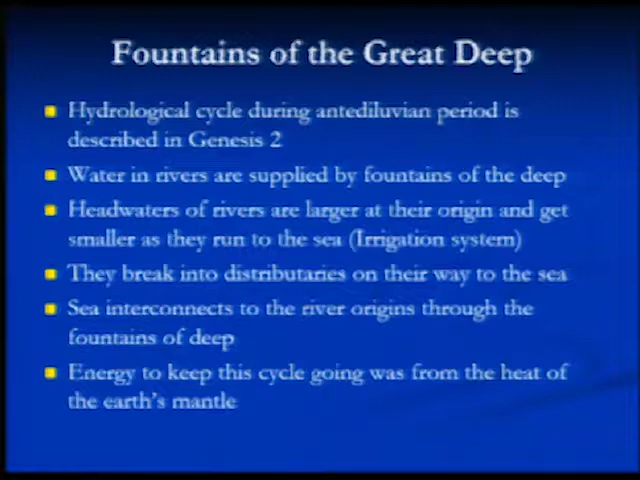 Fountains of the Great Deep
Hydrological cycle during antediluvian period is
described in Genesis 2
Water in rivers are supplied by fountains of the deep
Headwaters of rivers are larger at their origin and get
smaller as they run to the sea (Irrigation system)
They break into distributaries on their way to the sea
Sea interconnects to the river origins through the
fountains of deep
Energy to keep this cycle going was from the heat of
the earth's mantle